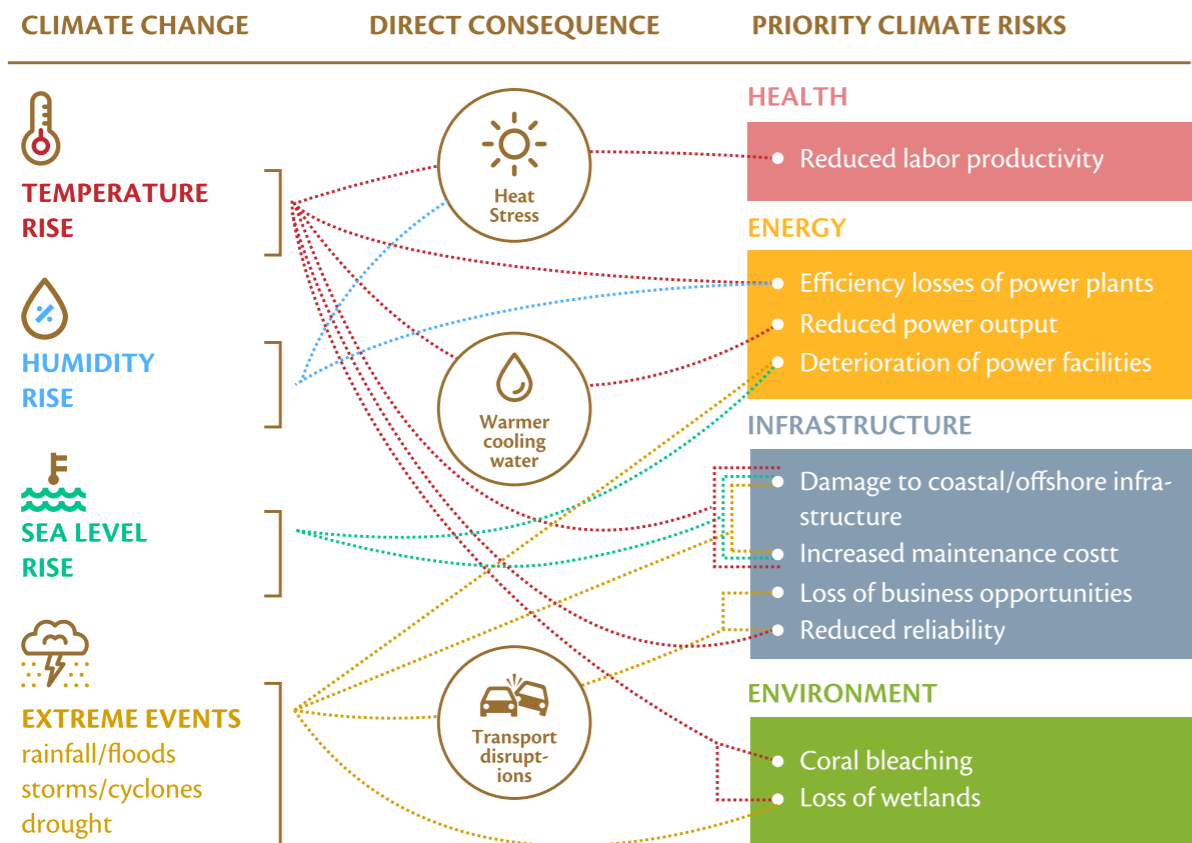 CLIMATE CHANGE
DIRECT CONSEQUENCE
PRIORITY CLIMATE RISKS
TEMPERATURE
RISE
HUMIDITY
RISE
SEA LEVEL
RISE
EXTREME EVENTS
rainfall/floods
storms/cyclones
drought
Heat
Stress
Warmer
cooling
water
Transport
disrupt-
ions
HEALTH
Reduced labor productivity
ENERGY
Efficiency losses of power plants
Reduced power output
Deterioration of power facilities
INFRASTRUCTURE
Damage to coastal/offshore infra-
structure
Increased maintenance costt
Loss of business opportunities
Reduced reliability
ENVIRONMENT
Coral bleaching
Loss of wetlands